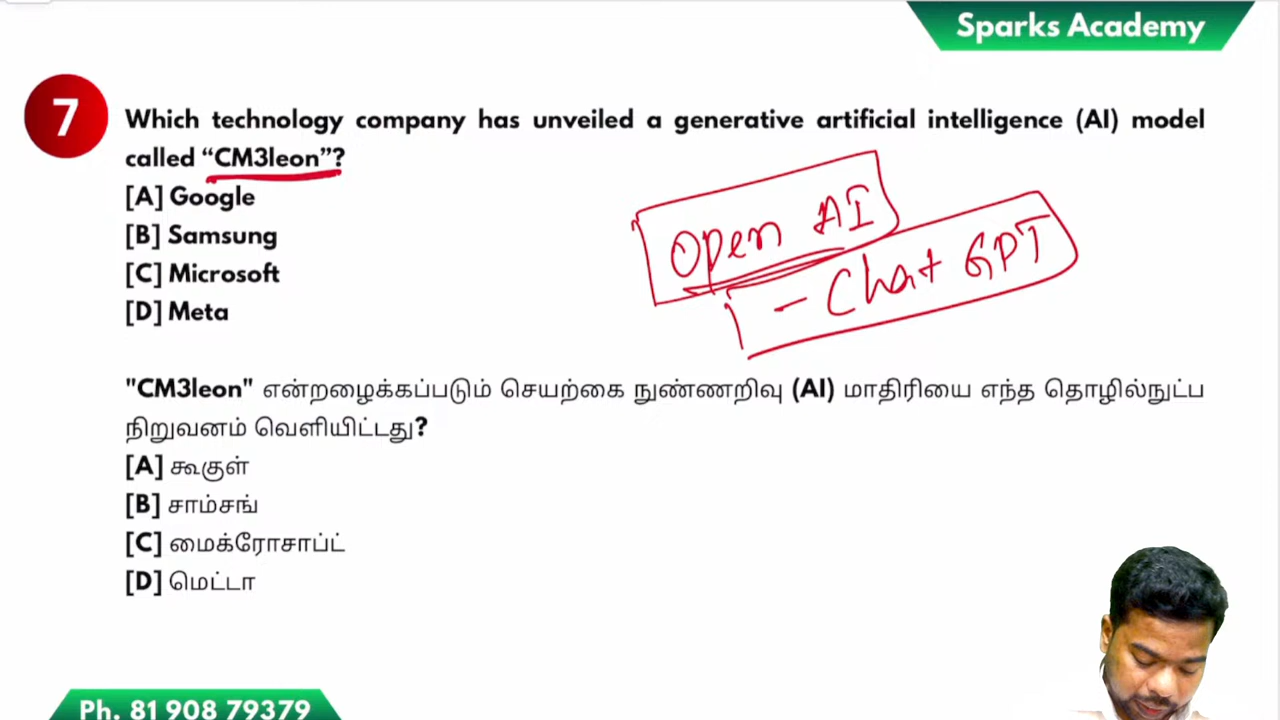 Sparks Academy
7
Which technology company has unveiled a generative artificial intelligence (AI) model
called “CM3leon”?
[A] Google
[B] Samsung
[C] Microsoft
[D] Meta
Open AI
- Chat GPT
"CM3leon" என்றழைக்கப்படும் செயற்கை நுண்ணறிவு (AI) மாதிரியை எந்த தொழில்நுட்ப
நிறுவனம் வெளியிட்டது?
[A] கூகுள்
[B] சாம்சங்
[C] மைக்ரோசாப்ட்
[D] மெட்டா
Ph. 81 908 79379